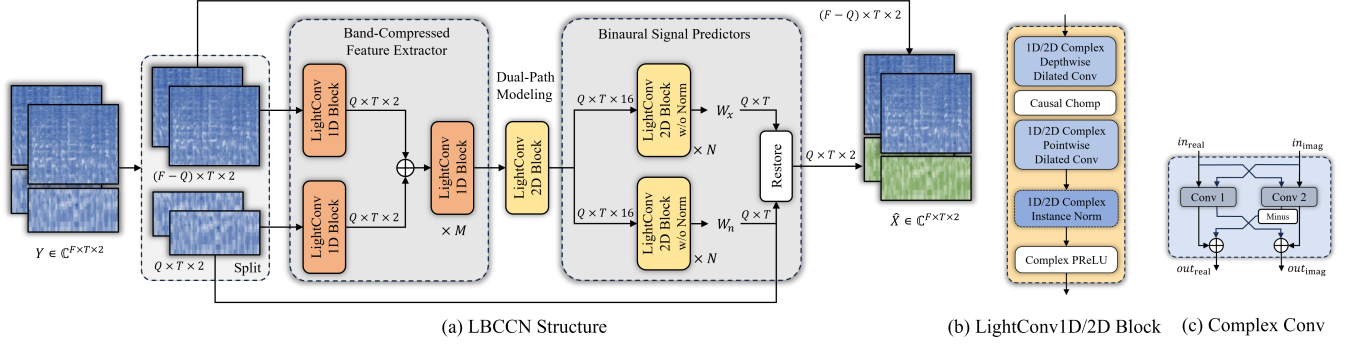 (F − Q) × T × 2
Band-Compressed
Feature Extractor
Binaural Signal Predictors
Dual-Path
Modeling
LightConv
1D Block
Q × T × 2
LightConv
1D Block
Q × T × 2
LightConv
1D Block
× M
LightConv
2D Block
Q × T × 16
LightConv
2D Block
w/o Norm
× N
W_x
Q × T
Q × T × 16
LightConv
2D Block
w/o Norm
× N
W_n
Q × T
Restore
Q × T × 2
(F − Q) × T × 2
Q × T × 2
Split
Y ∈ ℂ^{F×T×2}
X̂ ∈ ℂ^{F×T×2}
1D/2D Complex
Depthwise
Dilated Conv
Causal Chomp
1D/2D Complex
Pointwise
Dilated Conv
1D/2D Complex
Instance Norm
Complex PReLU
in_real
in_imag
Conv 1
Conv 2
Minus
out_real
out_imag
(a) LBCCN Structure
(b) LightConv1D/2D Block
(c) Complex Conv